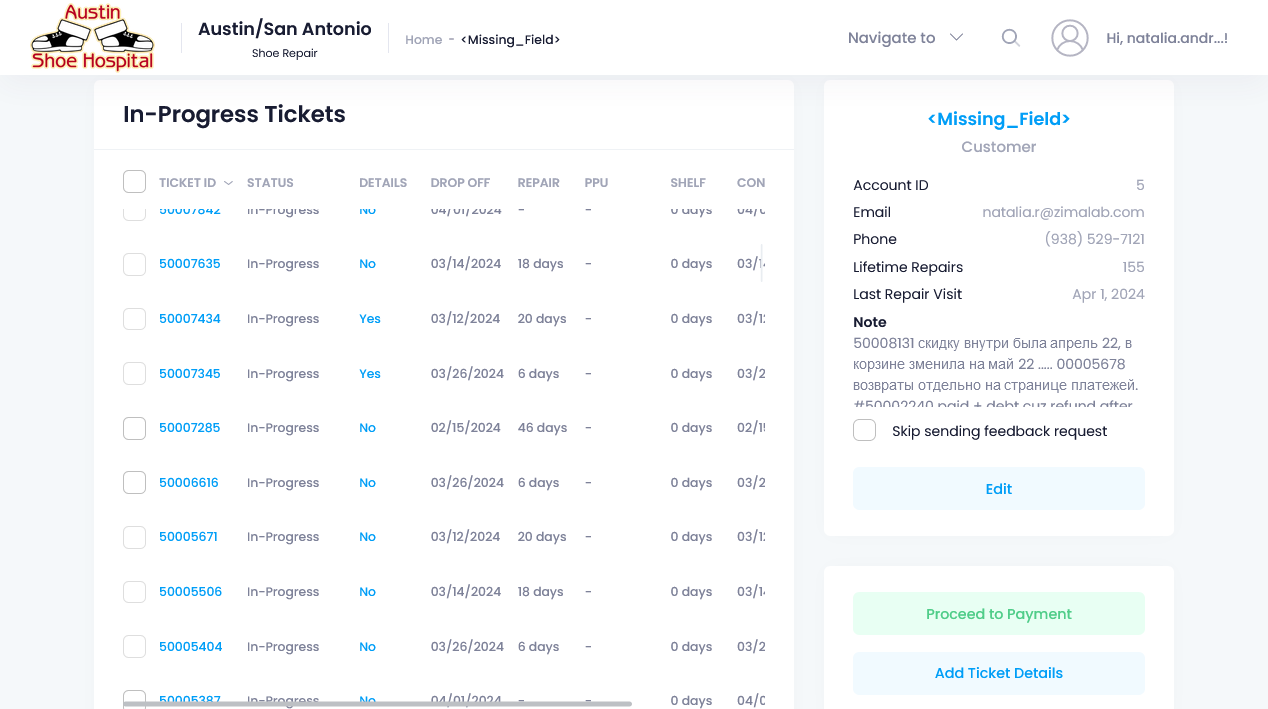 Austin
Shoe Hospital
Austin/San Antonio
Shoe Repair
Home - <Missing_Field>
Navigate to
Hi, natalia.andr...!
In-Progress Tickets
TICKET ID STATUS DETAILS DROP OFF REPAIR PPU SHELF CON
50007842 In-Progress No 04/01/2024 - - 0 days 04/0
50007635 In-Progress No 03/14/2024 18 days - 0 days 03/14
50007434 In-Progress Yes 03/12/2024 20 days - 0 days 03/12
50007345 In-Progress Yes 03/26/2024 6 days - 0 days 03/2
50007285 In-Progress No 02/15/2024 46 days - 0 days 02/15
50006616 In-Progress No 03/26/2024 6 days - 0 days 03/2
50005671 In-Progress No 03/12/2024 20 days - 0 days 03/12
50005506 In-Progress No 03/14/2024 18 days - 0 days 03/14
50005404 In-Progress No 03/26/2024 6 days - 0 days 03/2
50005387 In-Progress No 04/01/2024 - - 0 days 04/0
<Missing_Field>
Customer
Account ID 5
Email natalia.r@zimalab.com
Phone (938) 529-7121
Lifetime Repairs 155
Last Repair Visit Apr 1, 2024
Note
50008131 скидку внутри была апрель 22, в
корзине зменила на май 22 ..... 00005678
возвраты отдельно на странице платежей.
#50002240 paid + debt cuz refund after
Skip sending feedback request
Edit
Proceed to Payment
Add Ticket Details